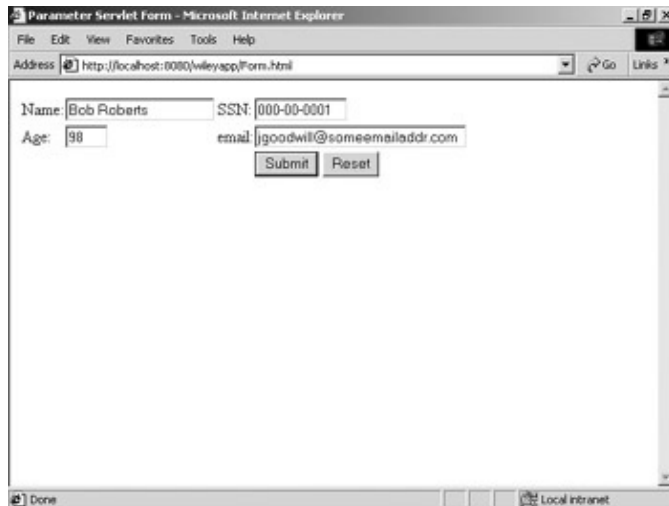 Parameter Servlet Form - Microsoft Internet Explorer
File Edit View Favorites Tools Help
Address http://localhost:8080/wileyapp/Form.html Go Links
Name: Bob Roberts SSN: 000-00-0001
Age: 98 email: jgoodwill@someemailaddr.com
Submit Reset
Done Local intranet